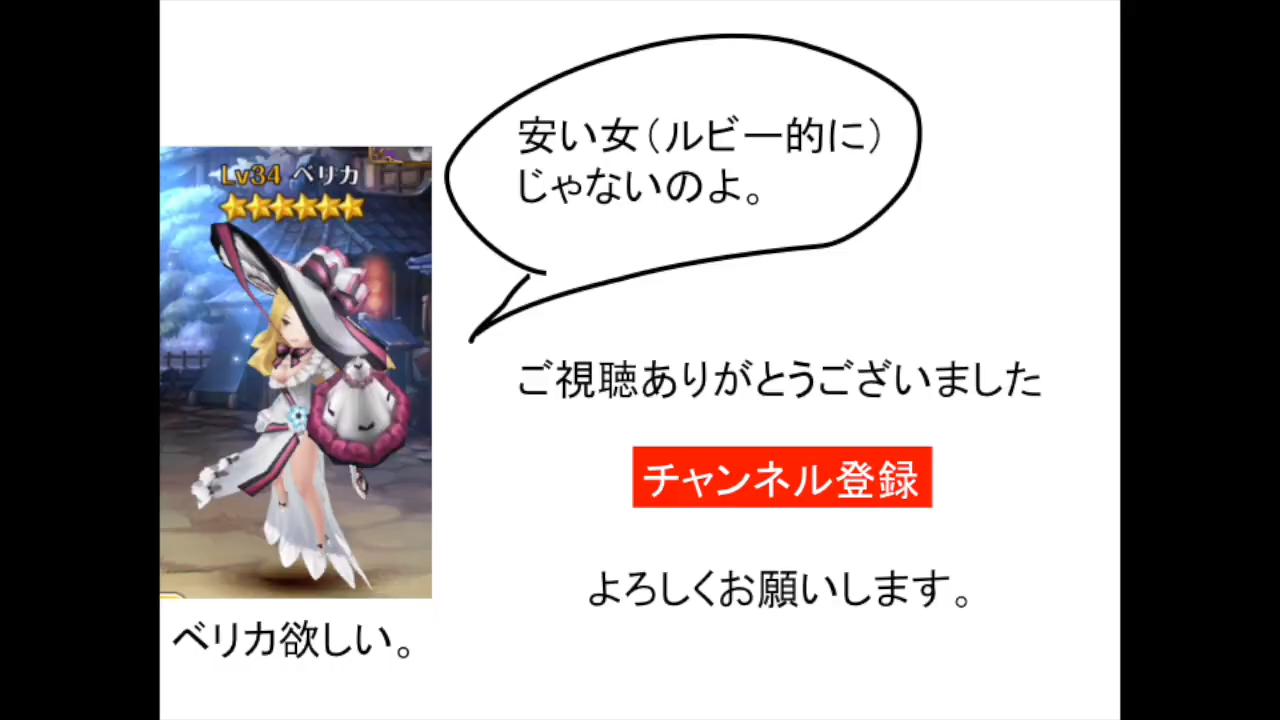 安い女（ルビー的に）
じゃないのよ。
Lv34 ベリカ
ご視聴ありがとうございました
チャンネル登録
よろしくお願いします。
ベリカ欲しい。